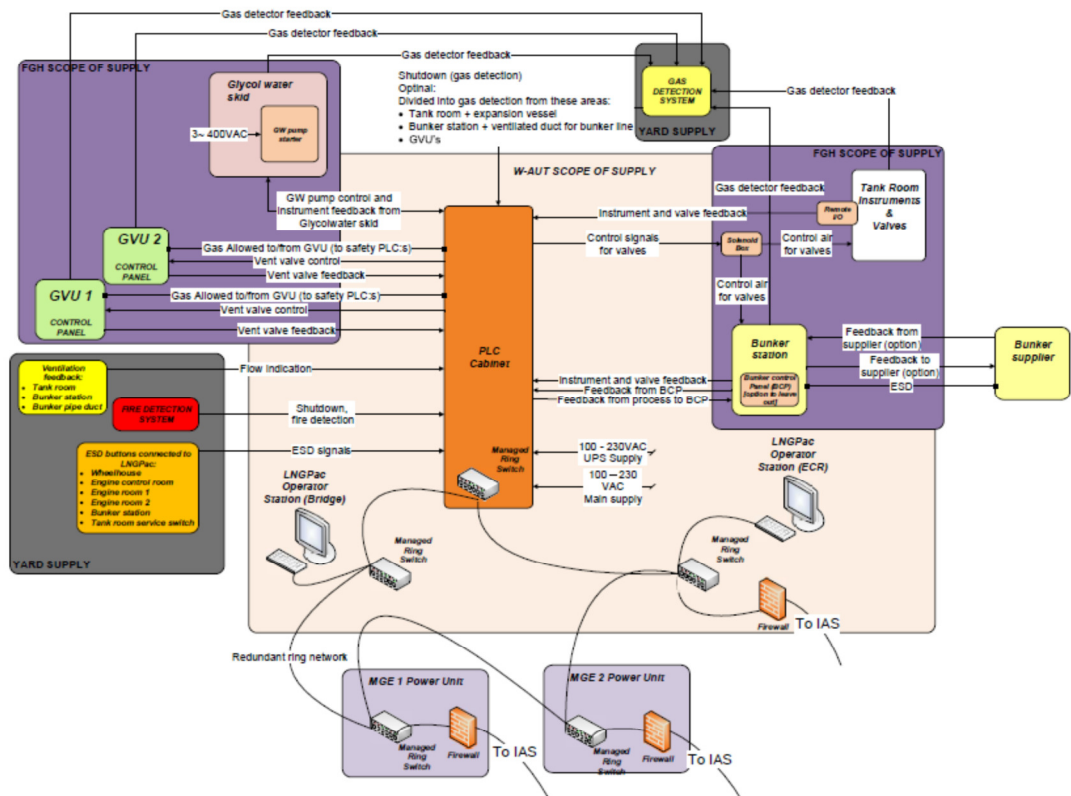 Gas detector feedback
Gas detector feedback
Gas detector feedback
FGH SCOPE OF SUPPLY
Glycol water
skid
3~ 400VAC
GW pump
starter
Shutdown (gas detection)
Optinal:
Divided into gas detection from these areas:
• Tank room + expansion vessel
• Bunker station + ventilated duct for bunker line
• GVU's
GAS
DETECTION
SYSTEM
YARD SUPPLY
Gas detector feedback
FGH SCOPE OF SUPPLY
W-AUT SCOPE OF SUPPLY
Gas detector feedback
Tank Room
Instruments
&
Valves
Remote
I/O
GW pump control and
Instrument feedback from
Glycolwater skid
Instrument and valve feedback
Control signals
for valves
Solenoid
Box
Control air
for valves
Control air
for valves
GVU 2
CONTROL
PANEL
Gas Allowed to/from GVU (to safety PLC:s)
Vent valve control
Vent valve feedback
GVU 1
CONTROL
PANEL
Gas Allowed to/from GVU (to safety PLC:s)
Vent valve control
Vent valve feedback
PLC
Cabinet
Bunker
station
Bunker control
Panel (BCP)
[option to leave
out]
Feedback from
supplier (option)
Feedback to
supplier (option)
ESD
Bunker
supplier
Instrument and valve feedback
Feedback from BCP
Feedback from process to BCP
Ventilation
feedback:
• Tank room
• Bunker station
• Bunker pipe duct
Flow indication
FIRE DETECTION
SYSTEM
Shutdown,
fire detection
ESD buttons connected to
LNGPac:
• Wheelhouse
• Engine control room
• Engine room 1
• Engine room 2
• Bunker station
• Tank room service switch
ESD signals
YARD SUPPLY
Managed
Ring
Switch
100 - 230VAC
UPS Supply
100 – 230
VAC
Main supply
LNGPac
Operator
Station (Bridge)
LNGPac
Operator
Station (ECR)
Managed
Ring
Switch
Managed
Ring
Switch
Firewall
To IAS
Redundant ring network
MGE 1 Power Unit
Managed
Ring
Switch
Firewall
To IAS
MGE 2 Power Unit
Managed
Ring
Switch
Firewall
To IAS